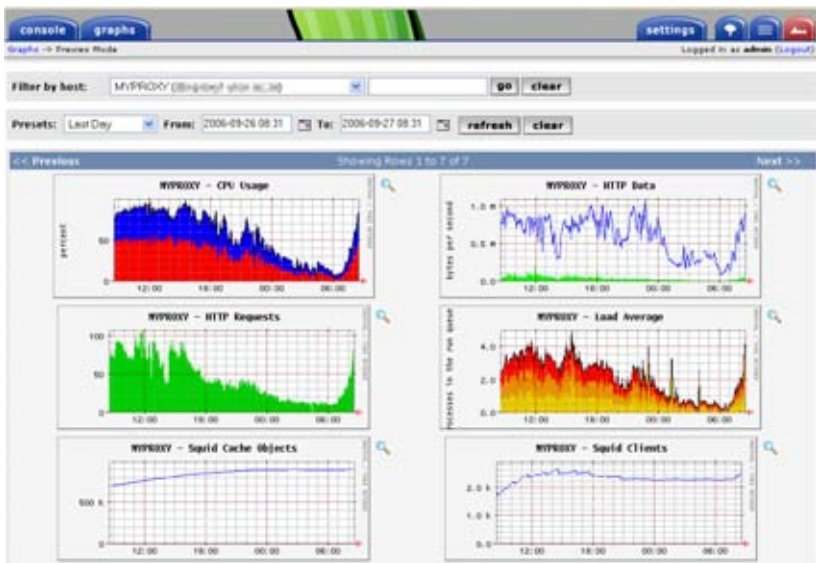 console graphs settings
Graphs -> Preview Mode Logged in as admin (Logout)
Filter by host: MYPROXY go clear
Presets: Last Day From: 2006-09-26 08:31 To: 2006-09-27 08:31 refresh clear
<< Previous Showing Rows 1 to 7 of 7 Next >>
MYPROXY - CPU Usage
percent
50
0
12:00 18:00 00:00 06:00
MYPROXY - HTTP Data
bytes per second
1.0 m
0.5 m
0.0
12:00 18:00 00:00 06:00
MYPROXY - HTTP Requests
100
50
0
12:00 18:00 00:00 06:00
MYPROXY - Load Average
processes in the run queue
4.0
2.0
0.0
12:00 18:00 00:00 06:00
MYPROXY - Squid Cache Objects
500 k
0
12:00 18:00 00:00 06:00
MYPROXY - Squid Clients
2.0 k
1.0 k
0.0
12:00 18:00 00:00 06:00